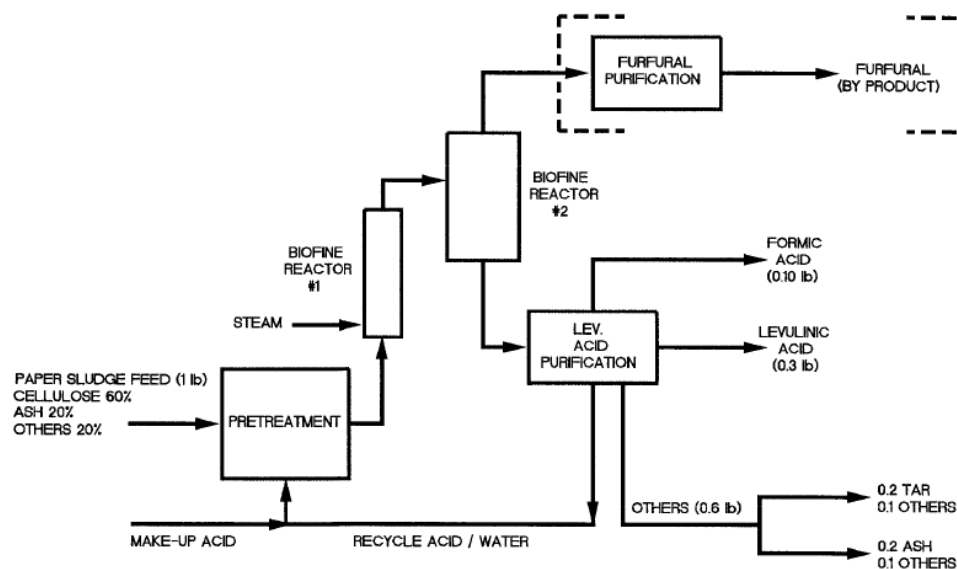 FURFURAL
PURIFICATION
FURFURAL
(BY PRODUCT)
BIOFINE
REACTOR
#2
BIOFINE
REACTOR
#1
STEAM
FORMIC
ACID
(0.10 lb)
LEV.
ACID
PURIFICATION
LEVULINIC
ACID
(0.3 lb)
PAPER SLUDGE FEED (1 lb)
CELLULOSE 60%
ASH 20%
OTHERS 20%
PRETREATMENT
MAKE-UP ACID
RECYCLE ACID / WATER
OTHERS (0.6 lb)
0.2 TAR
0.1 OTHERS
0.2 ASH
0.1 OTHERS